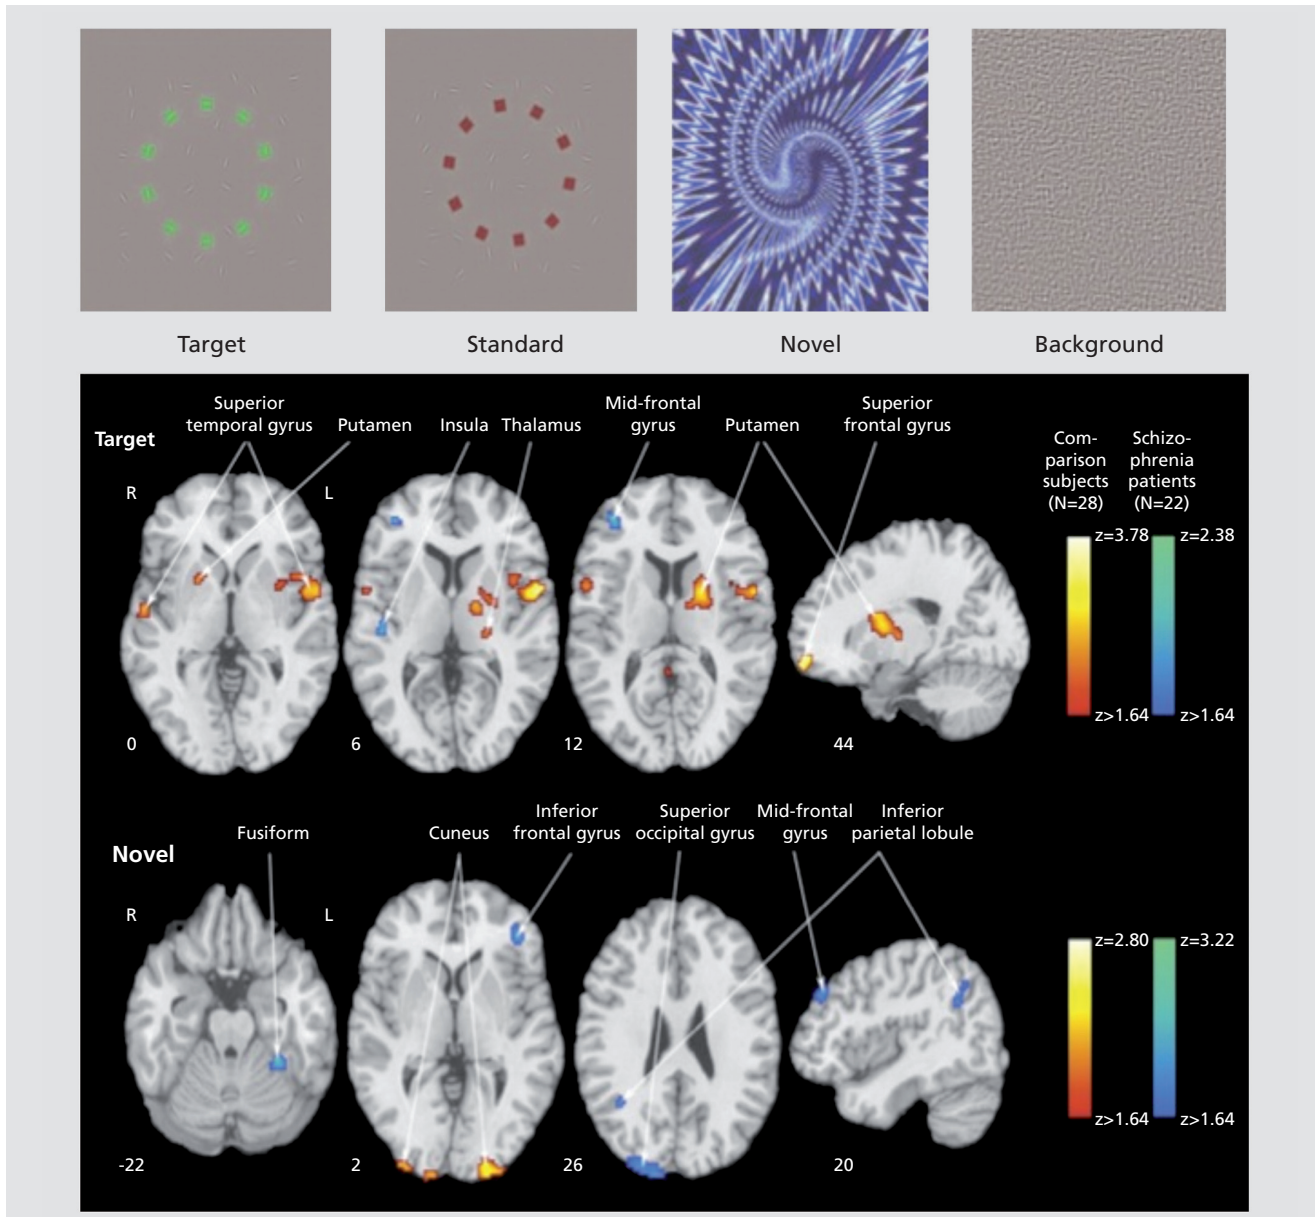 Target
Standard
Novel
Background
Superior
temporal gyrus
Putamen
Insula
Thalamus
Mid-frontal
gyrus
Putamen
Superior
frontal gyrus
Target
Com-
parison
subjects
(N=28)
Schizo-
phrenia
patients
(N=22)
R
L
z=3.78
z=2.38
z>1.64
z>1.64
0
6
12
44
Fusiform
Cuneus
Inferior
frontal gyrus
Superior
occipital gyrus
Mid-frontal
gyrus
Inferior
parietal lobule
Novel
R
L
z=2.80
z=3.22
z>1.64
z>1.64
-22
2
26
20